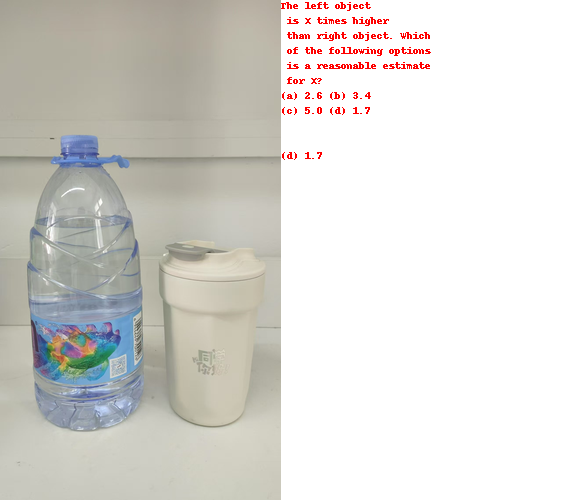 The left object
is X times higher
than right object. Which
of the following options
is a reasonable estimate
for X?
(a) 2.6 (b) 3.4
(c) 5.0 (d) 1.7
(d) 1.7